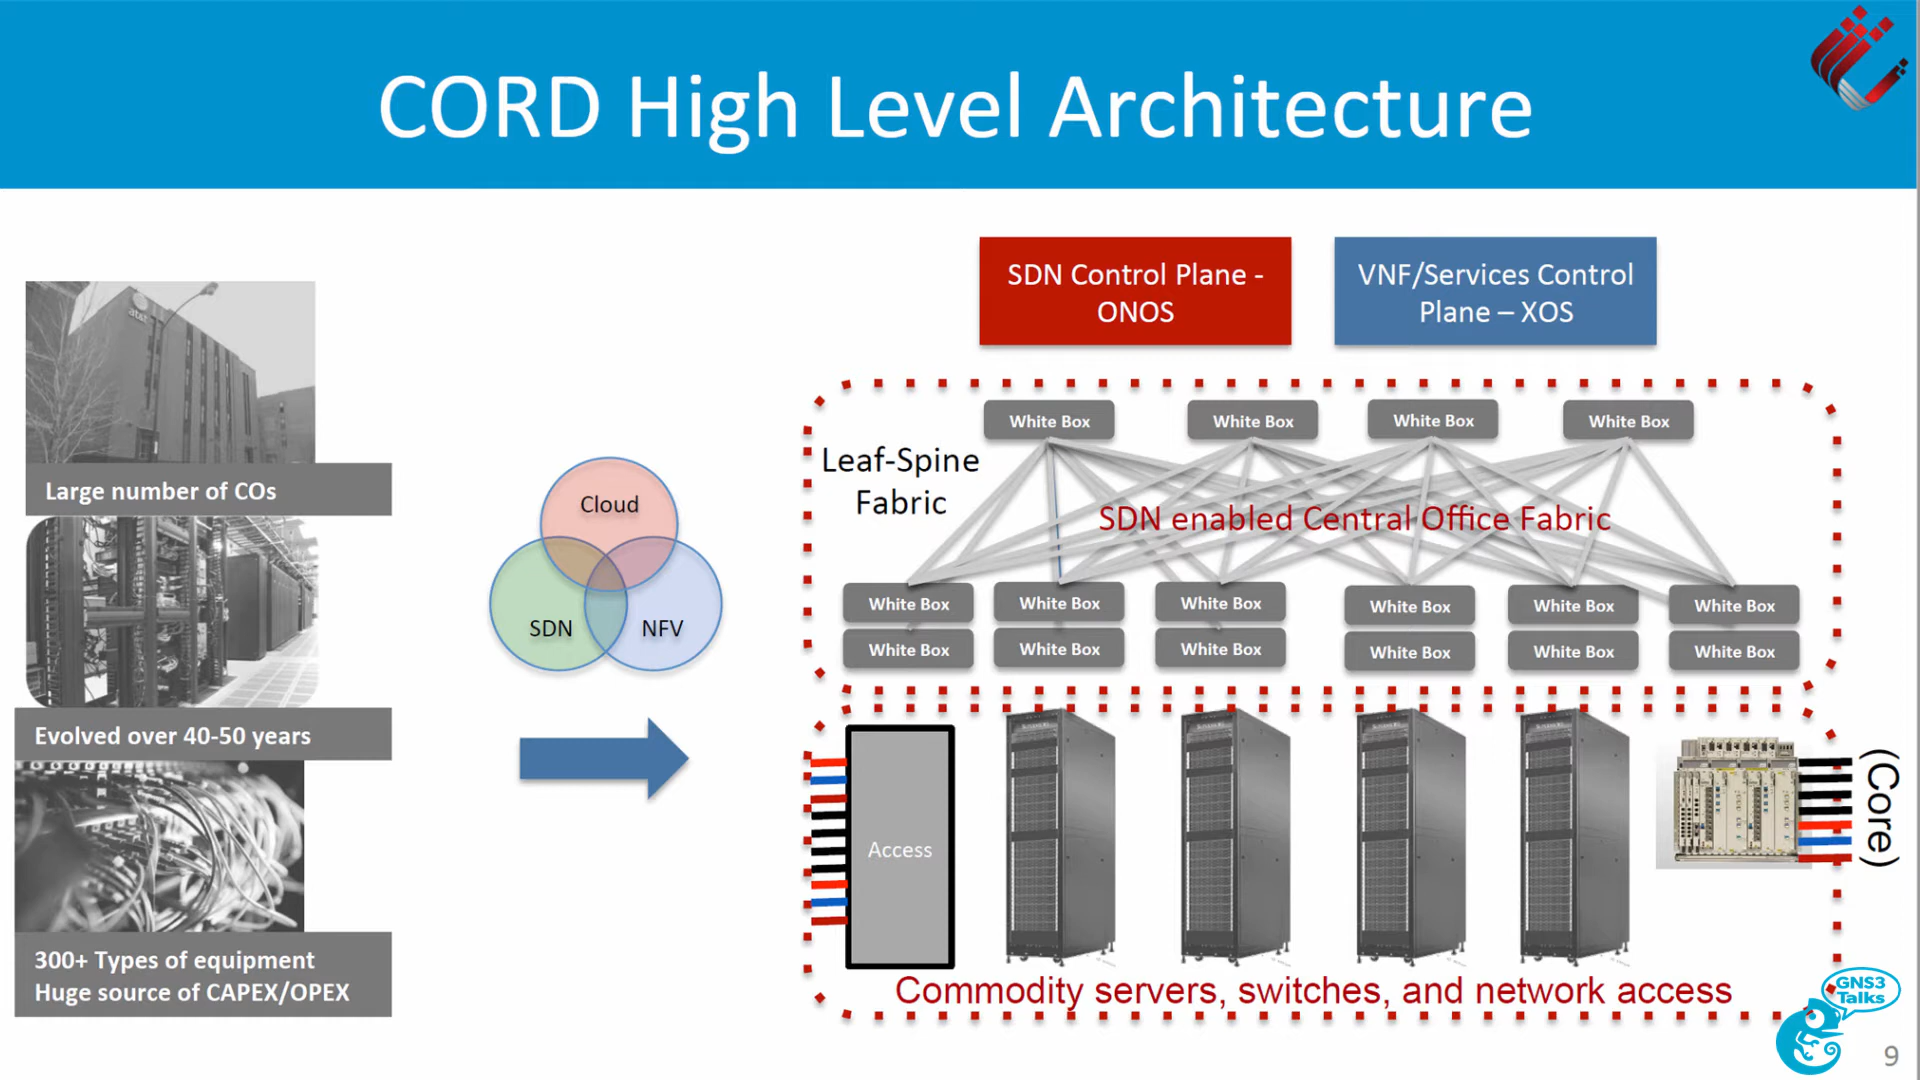 CORD High Level Architecture
SDN Control Plane -
ONOS
VNF/Services Control
Plane – XOS
at&t
Large number of COs
Evolved over 40-50 years
300+ Types of equipment
Huge source of CAPEX/OPEX
Cloud
SDN
NFV
White Box
White Box
White Box
White Box
Leaf-Spine
Fabric
SDN enabled Central Office Fabric
White Box
White Box
White Box
White Box
White Box
White Box
White Box
White Box
White Box
White Box
White Box
White Box
Access
(Core)
Commodity servers, switches, and network access
GNS3
Talks
9